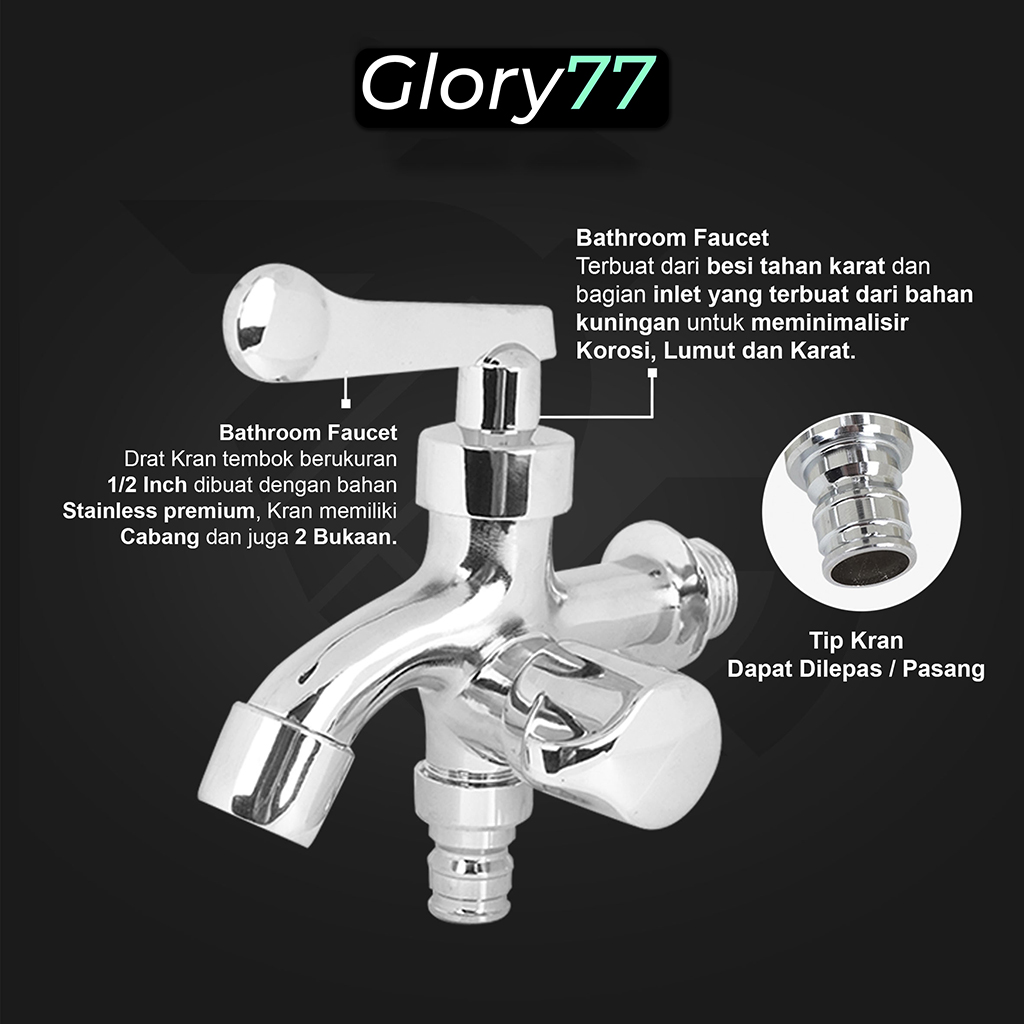 Glory77
Bathroom Faucet
Terbuat dari besi tahan karat dan
bagian inlet yang terbuat dari bahan
kuningan untuk meminimalisir
Korosi, Lumut dan Karat.
Bathroom Faucet
Drat Kran tembok berukuran
1/2 Inch dibuat dengan bahan
Stainless premium, Kran memiliki
Cabang dan juga 2 Bukaan.
Tip Kran
Dapat Dilepas / Pasang